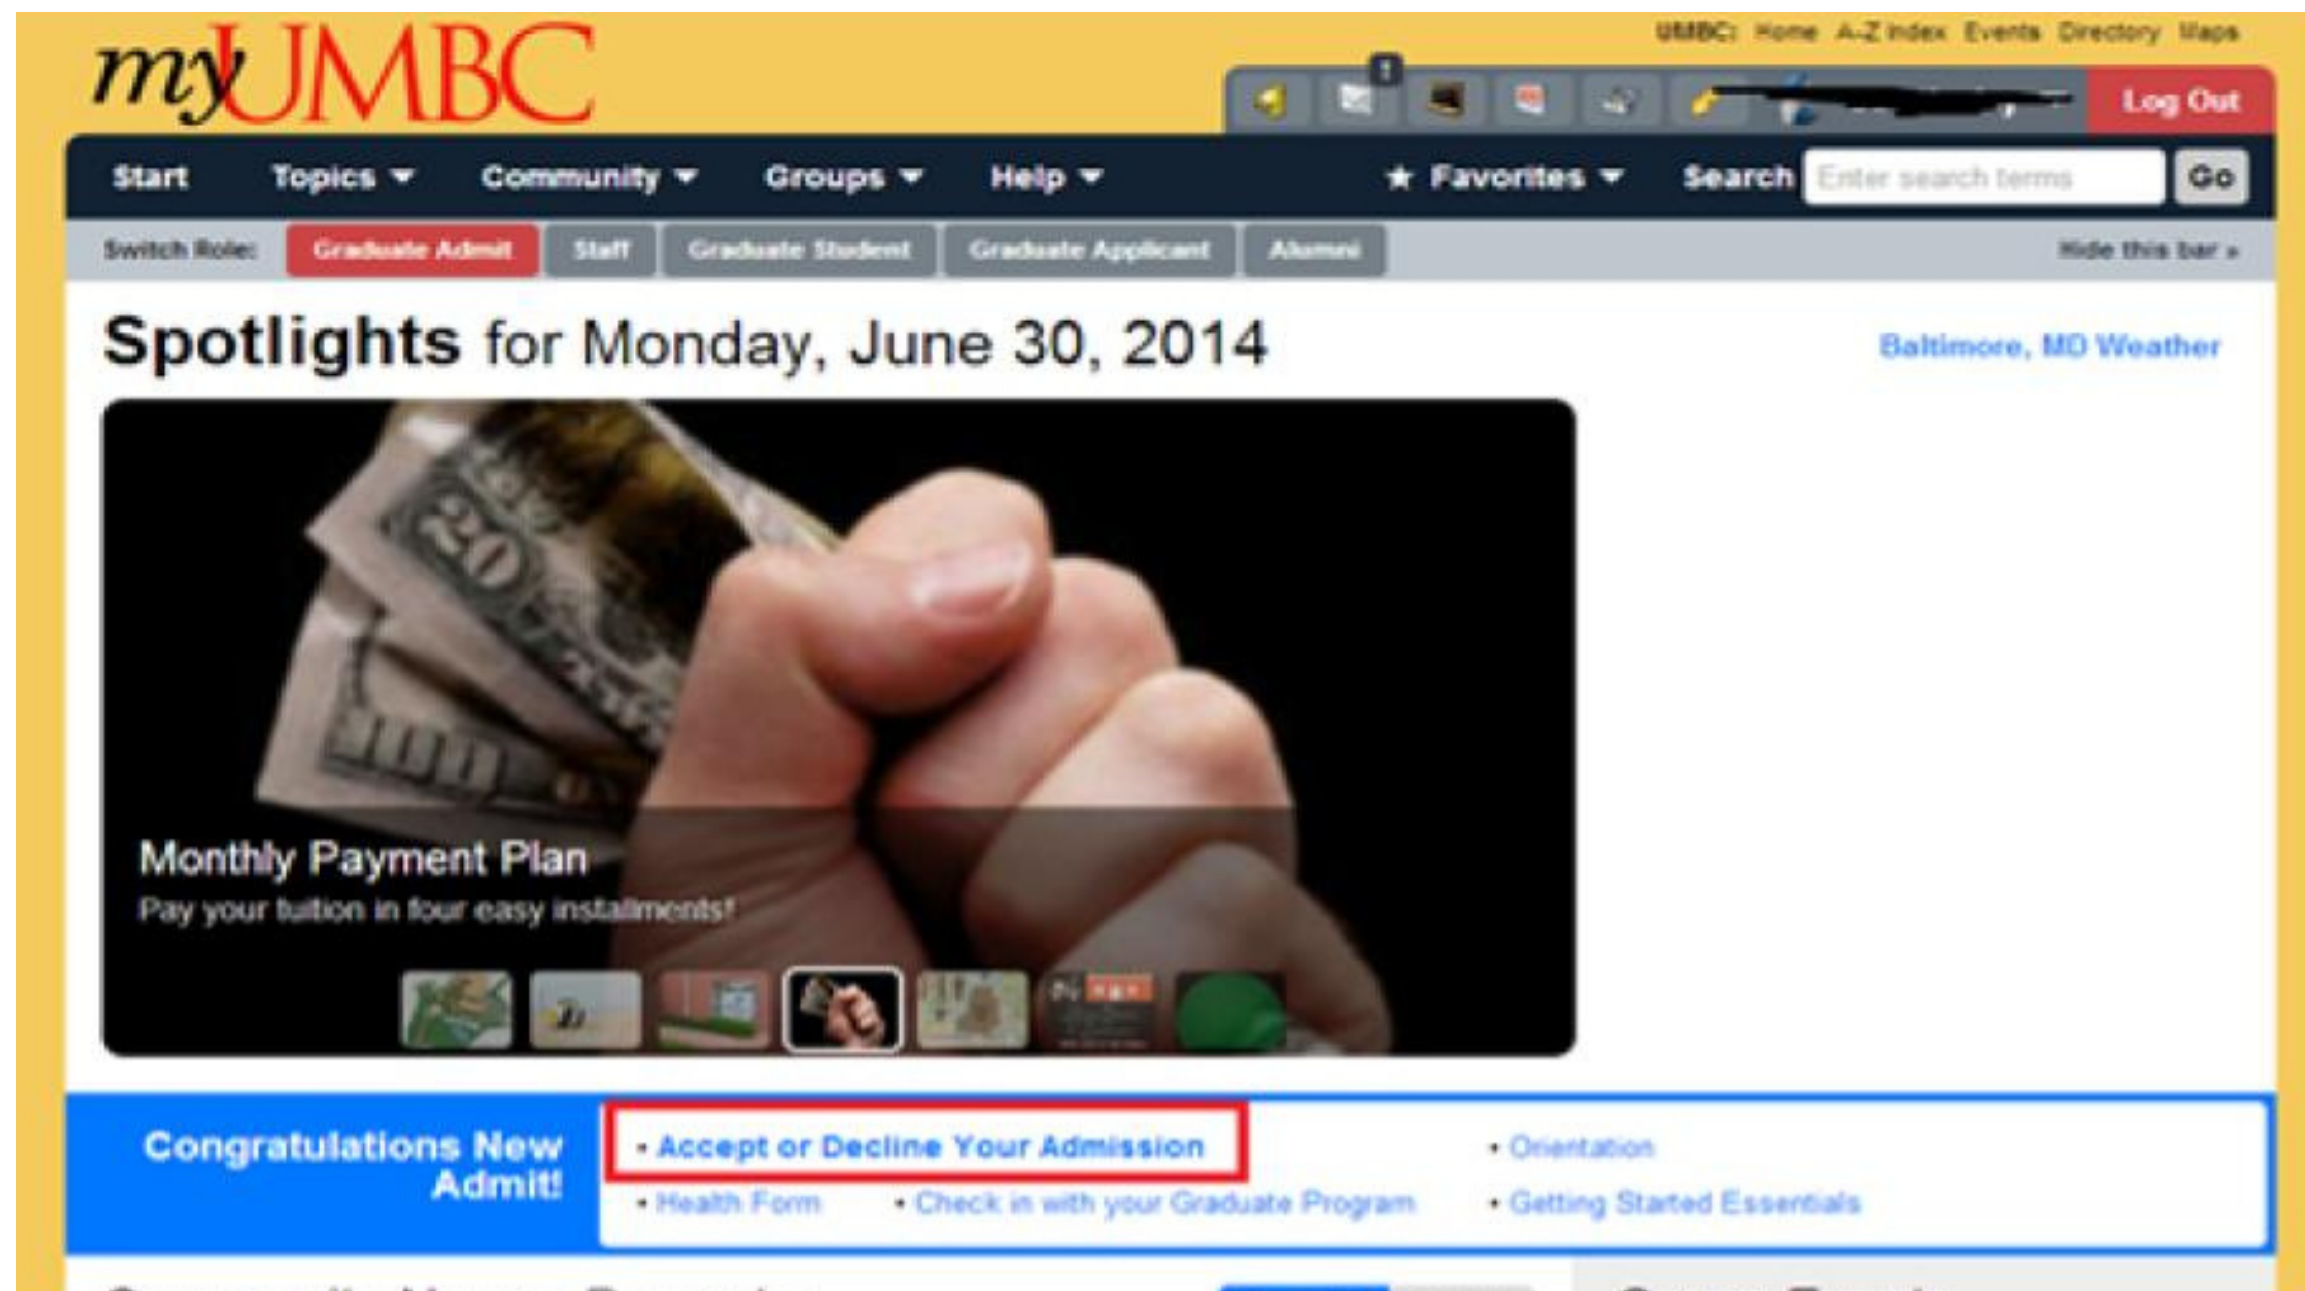 myUMBC
UMBC: Home A-Z Index Events Directory Maps
Log Out
Start Topics Community Groups Help Favorites Search Enter search terms Go
Switch Role: Graduate Admit Staff Graduate Student Graduate Applicant Alumni Hide this bar »
Spotlights for Monday, June 30, 2014
Baltimore, MD Weather
20
100
Monthly Payment Plan
Pay your tuition in four easy installments!
Congratulations New
Admit!
• Accept or Decline Your Admission • Orientation
• Health Form • Check in with your Graduate Program • Getting Started Essentials